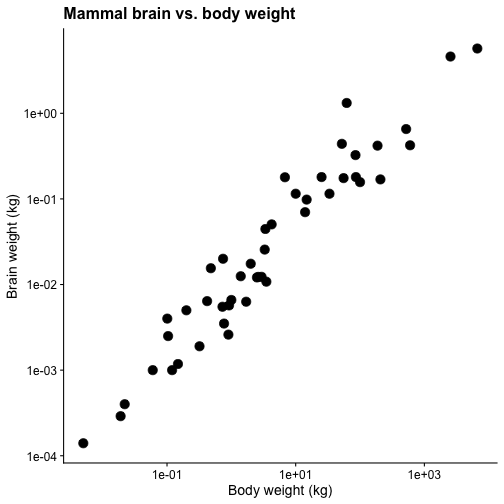 Mammal brain vs. body weight
Brain weight (kg)
1e+00
1e-01
1e-02
1e-03
1e-04
1e-01 1e+01 1e+03
Body weight (kg)